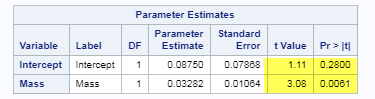 Parameter Estimates
Variable Label DF Parameter Estimate Standard Error t Value Pr > |t|
Intercept Intercept 1 0.08750 0.07868 1.11 0.2800
Mass Mass 1 0.03282 0.01064 3.08 0.0061